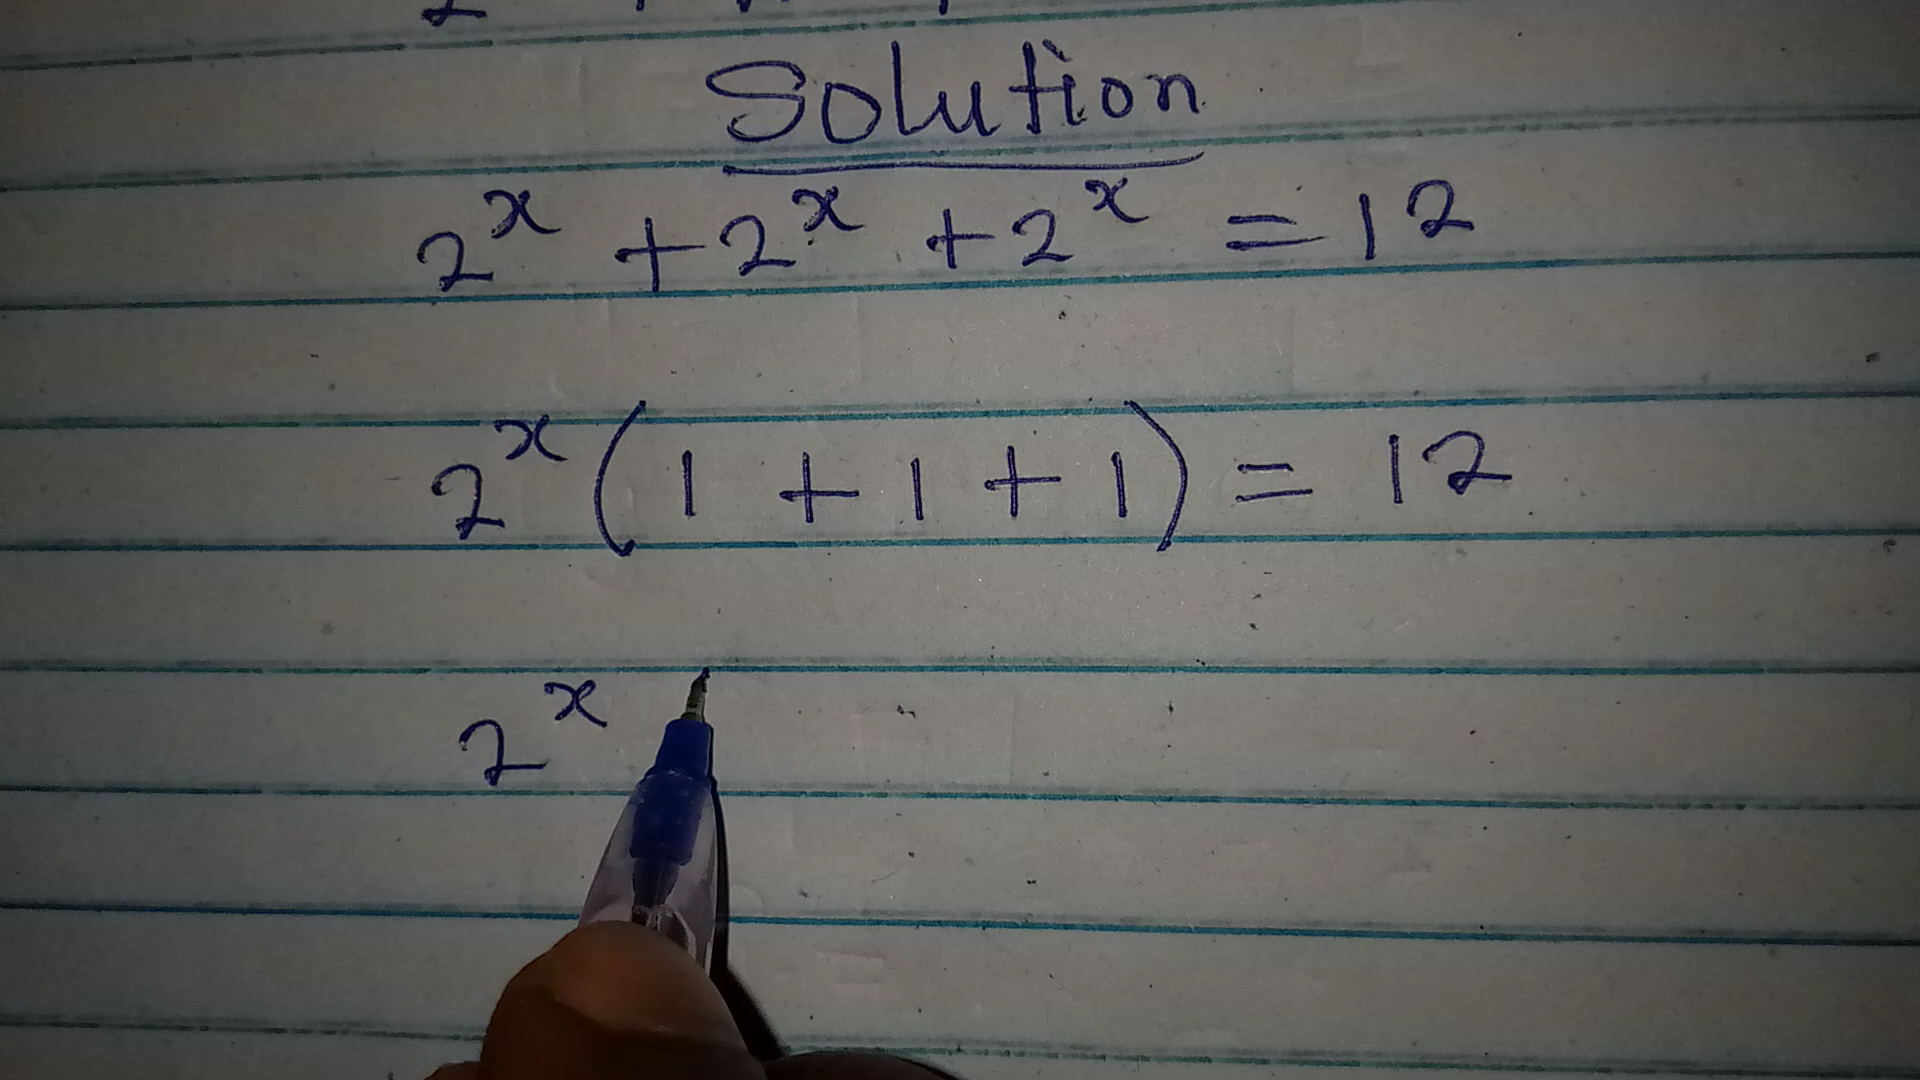 Solution
2^x + 2^x + 2^x = 12
2^x (1 + 1 + 1) = 12
2^x